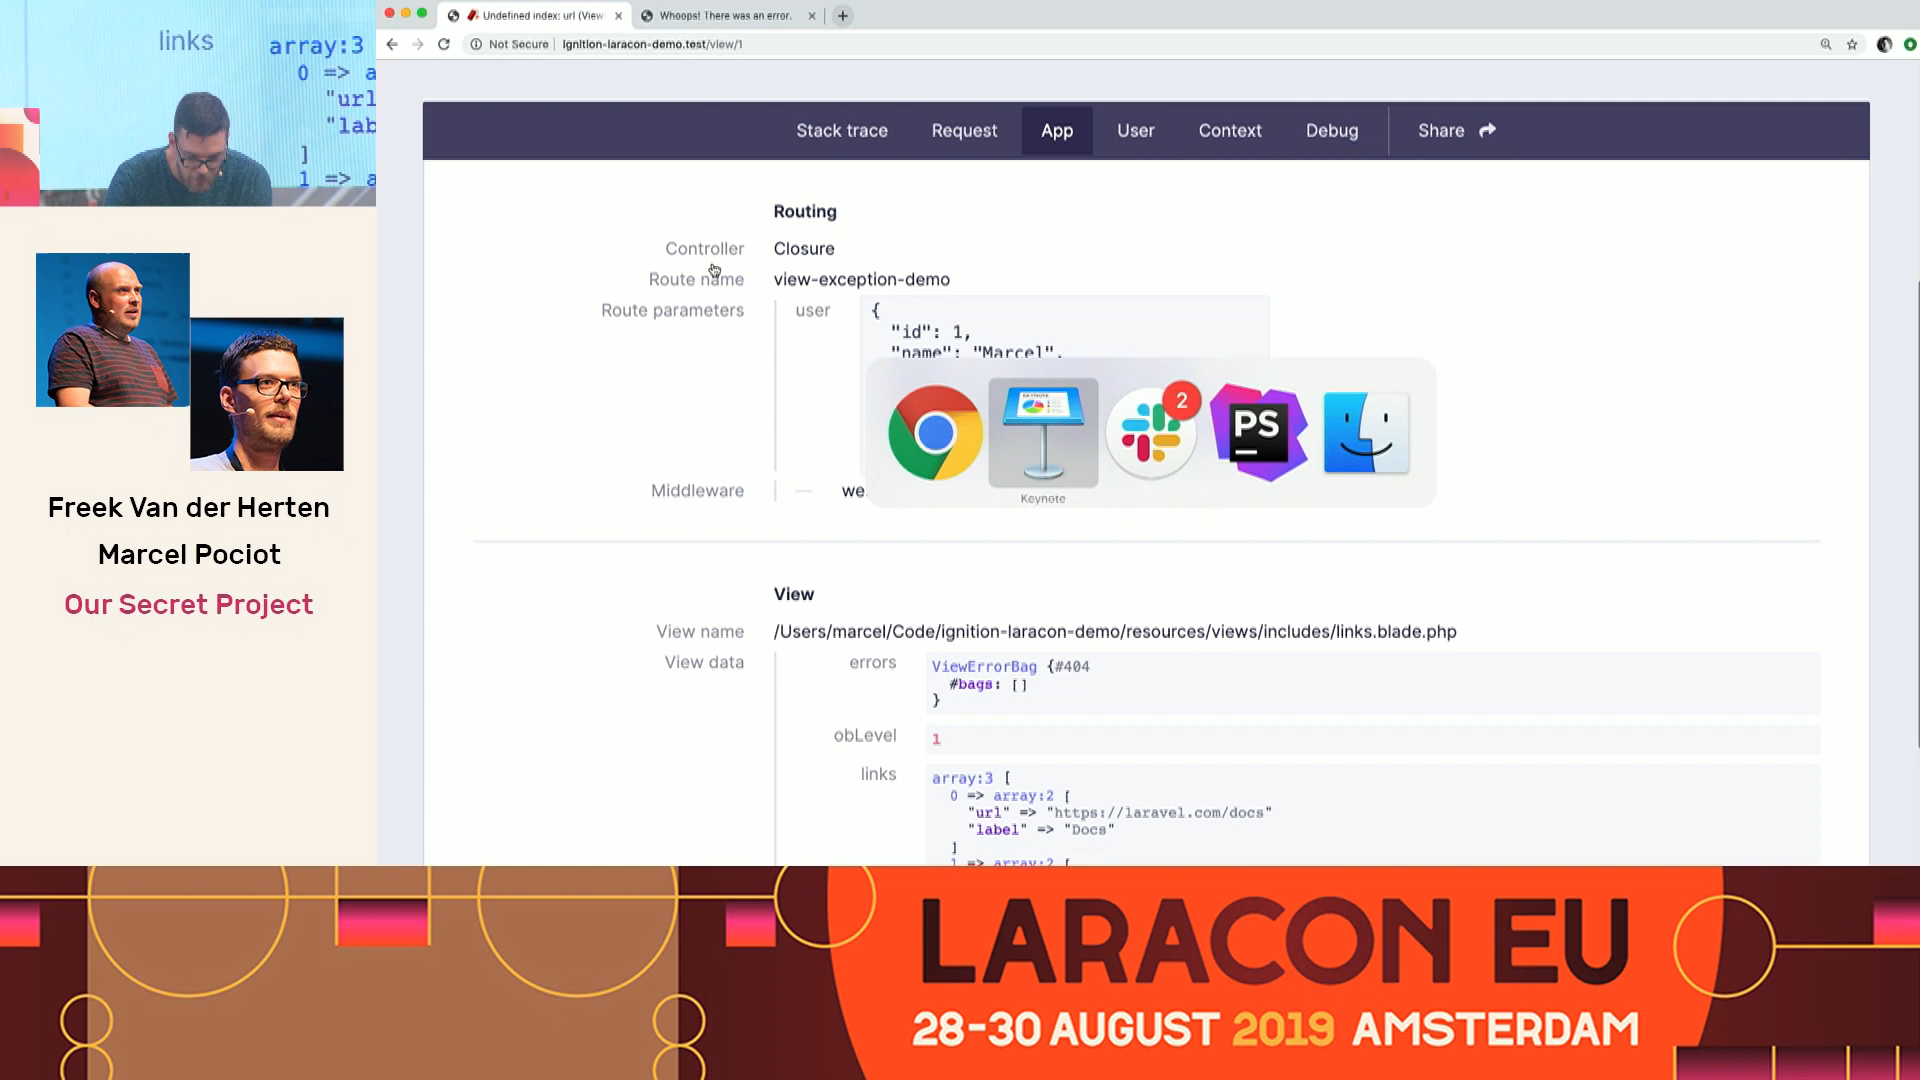 links
array:3
0 => a
"url
"lab
]
1 => a
Freek Van der Herten
Marcel Pociot
Our Secret Project
Undefined index: url (View:
Whoops! There was an error.
Not Secure
ignition-laracon-demo.test/view/1
Stack trace
Request
App
User
Context
Debug
Share
Routing
Controller Closure
Route name view-exception-demo
Route parameters user {
"id": 1,
"name": "Marcel",
2
PS
Keynote
Middleware — we
View
View name /Users/marcel/Code/ignition-laracon-demo/resources/views/includes/links.blade.php
View data errors ViewErrorBag {#404
#bags: []
}
obLevel 1
links array:3 [
0 => array:2 [
"url" => "https://laravel.com/docs"
"label" => "Docs"
]
1 => array:2 [
LARACON EU
28-30 AUGUST 2019 AMSTERDAM